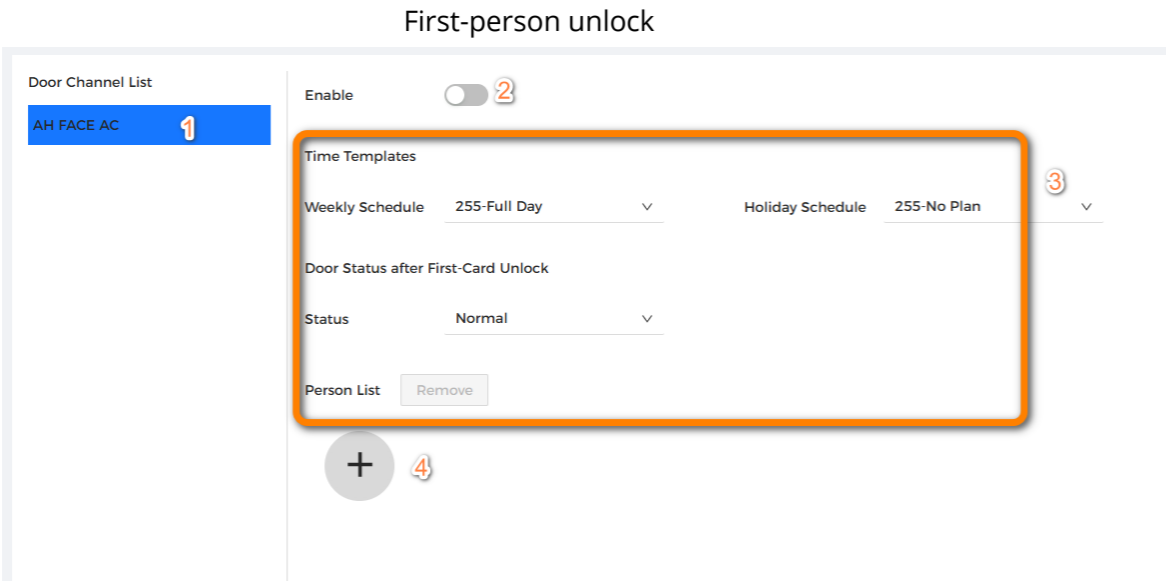 First-person unlock
Door Channel List
AH FACE AC 1
Enable 2
Time Templates
3
Weekly Schedule 255-Full Day Holiday Schedule 255-No Plan
Door Status after First-Card Unlock
Status Normal
Person List Remove
+ 4